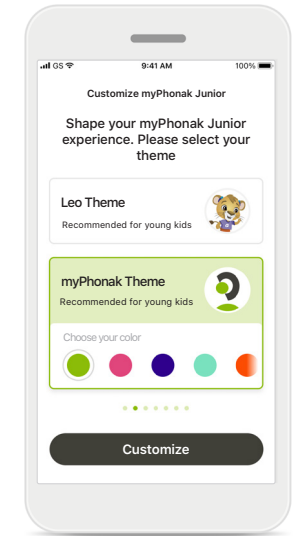 GS 9:41 AM 100%
Customize myPhonak Junior
Shape your myPhonak Junior
experience. Please select your
theme
Leo Theme
Recommended for young kids
myPhonak Theme
Recommended for young kids
Choose your color
Customize